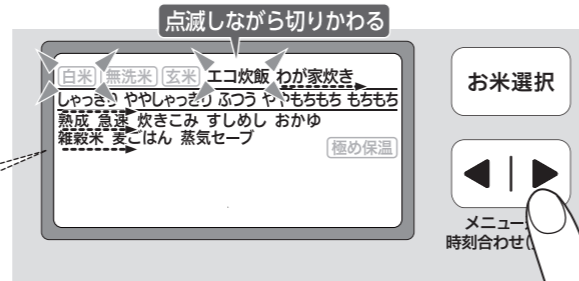 点滅しながら切りかわる
白米 無洗米 玄米 エコ炊飯 わが家炊き
しゃっきり ややしゃっきり ふつう ややもちもち もちもち
熟成 急速 炊きこみ すしめし おかゆ
雑穀米 麦ごはん 蒸気セーブ
極め保温
お米選択
メニュー
時刻合わせ